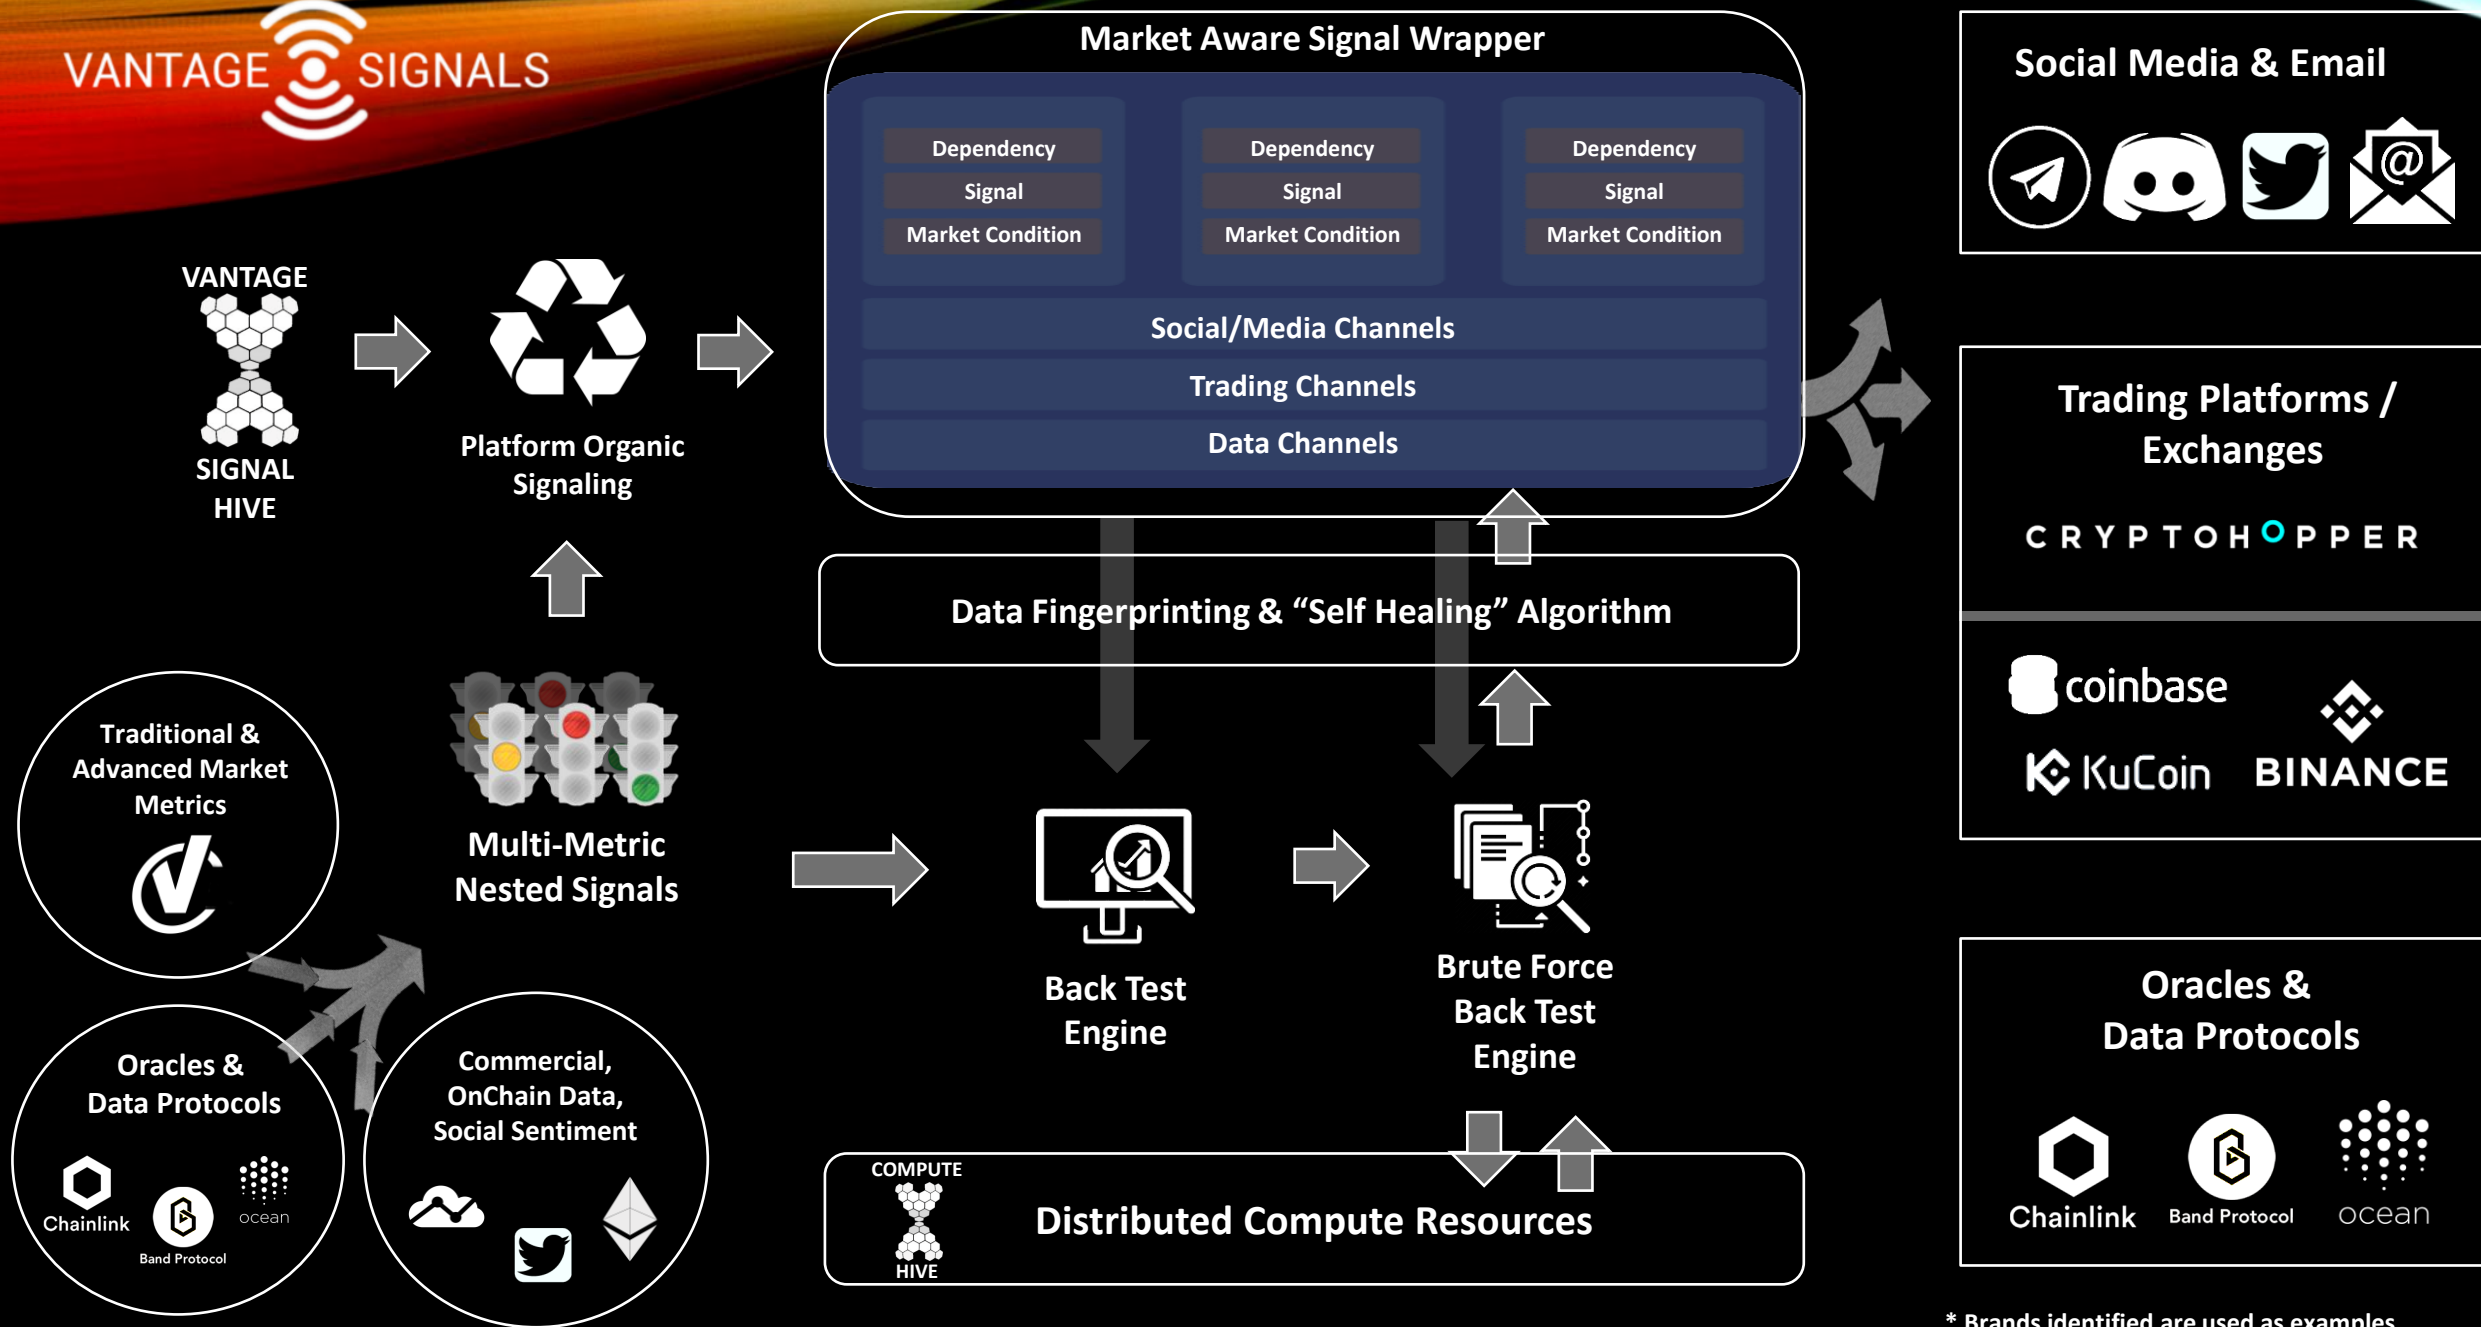 VANTAGE SIGNALS
Market Aware Signal Wrapper
Dependency
Signal
Market Condition
Dependency
Signal
Market Condition
Dependency
Signal
Market Condition
Social/Media Channels
Trading Channels
Data Channels
VANTAGE
SIGNAL
HIVE
Platform Organic
Signaling
Data Fingerprinting & “Self Healing” Algorithm
Traditional &
Advanced Market
Metrics
Multi-Metric
Nested Signals
Oracles &
Data Protocols
Chainlink
Band Protocol
ocean
Commercial,
OnChain Data,
Social Sentiment
Back Test
Engine
Brute Force
Back Test
Engine
COMPUTE
HIVE
Distributed Compute Resources
Social Media & Email
@
Trading Platforms /
Exchanges
CRYPTOHOPPER
coinbase
KuCoin
BINANCE
Oracles &
Data Protocols
Chainlink
Band Protocol
ocean
* Brands identified are used as examples